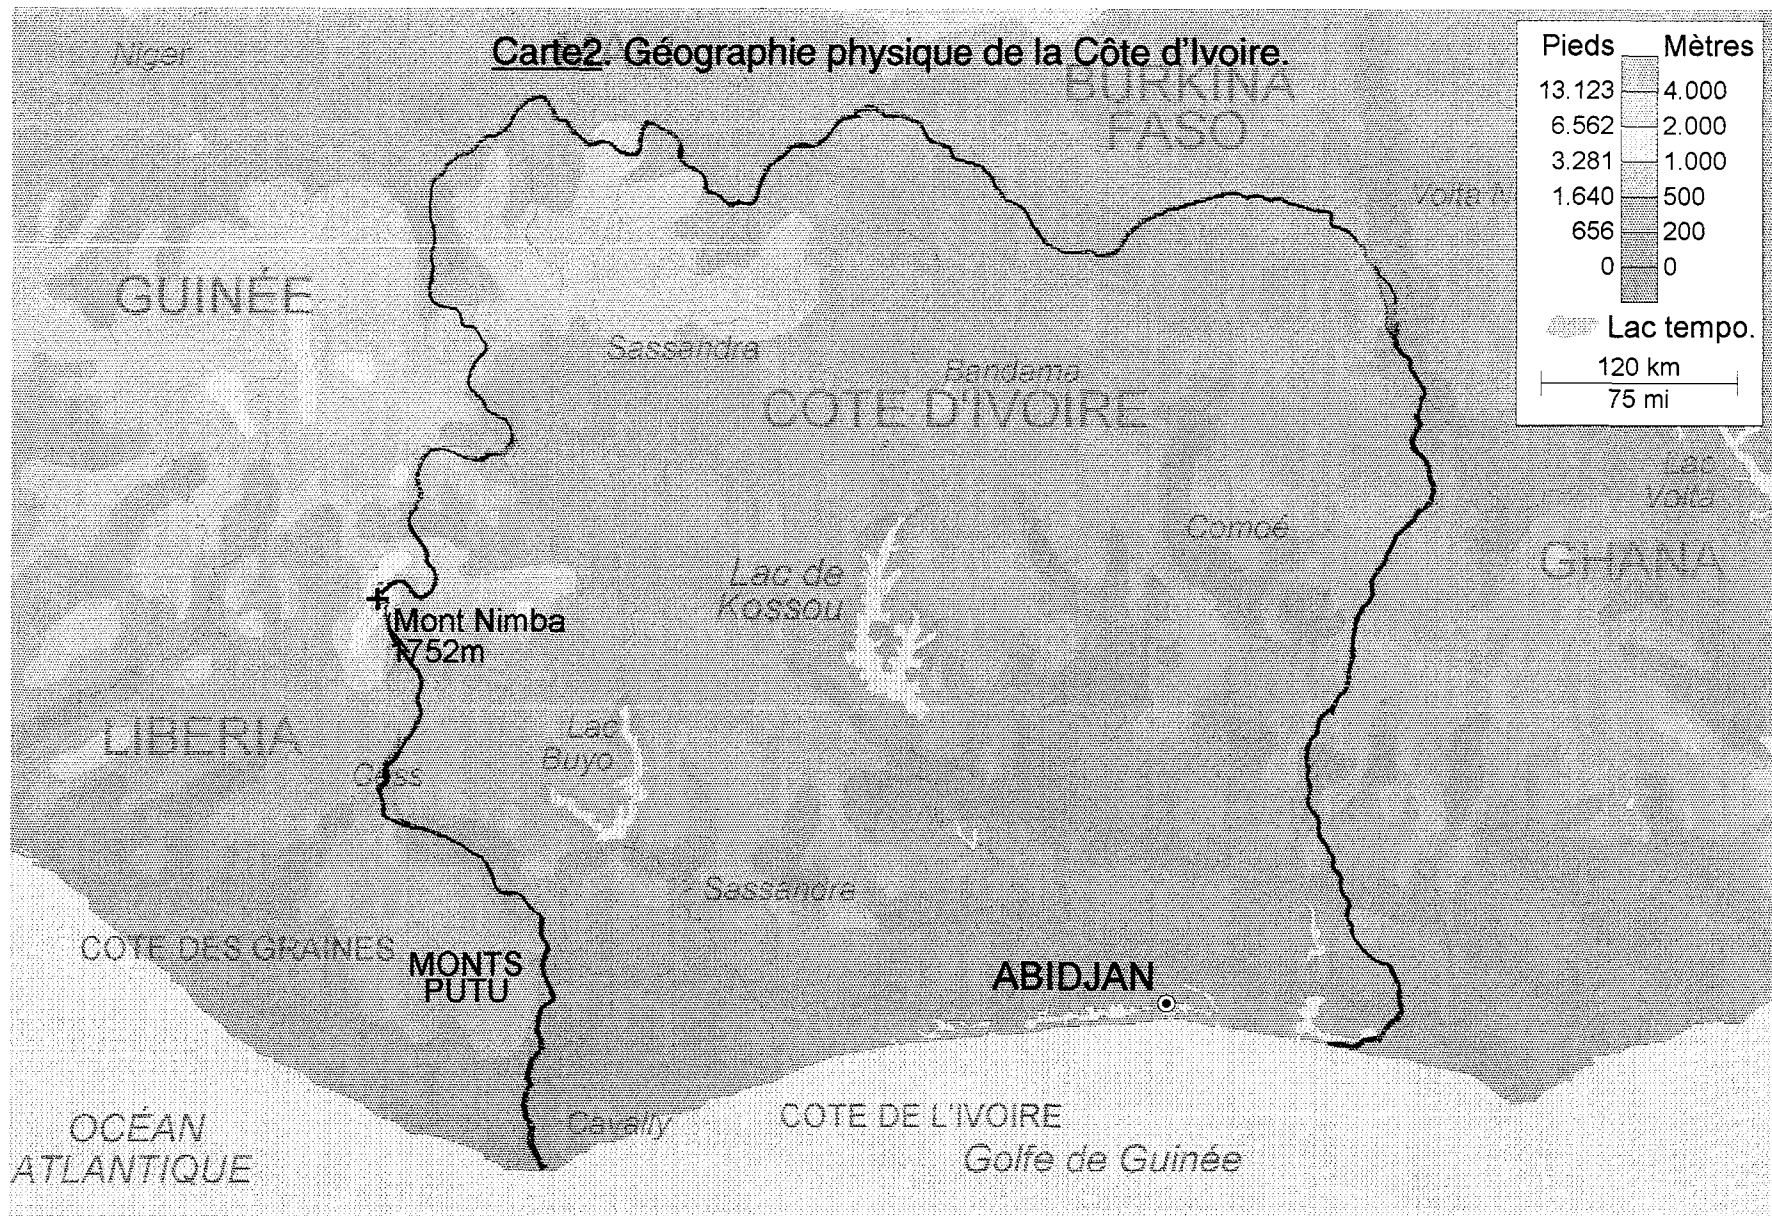 Carte2. Géographie physique de la Côte d'Ivoire.
Niger
BURKINA
FASO
Pieds Mètres
13.123 4.000
6.562 2.000
3.281 1.000
1.640 500
656 200
0 0
Lac tempo.
120 km
75 mi
Volta
GUINÉE
Sassandra
Bandama
COTE D'IVOIRE
Lac
Volta
Comoé
GHANA
Lac de
Kossou
Mont Nimba
1752m
LIBERIA
Lac
Buyo
Cess
Sassandra
COTE DES GRAINES
MONTS
PUTU
ABIDJAN
Cavally
COTE DE L'IVOIRE
Golfe de Guinée
OCÉAN
ATLANTIQUE